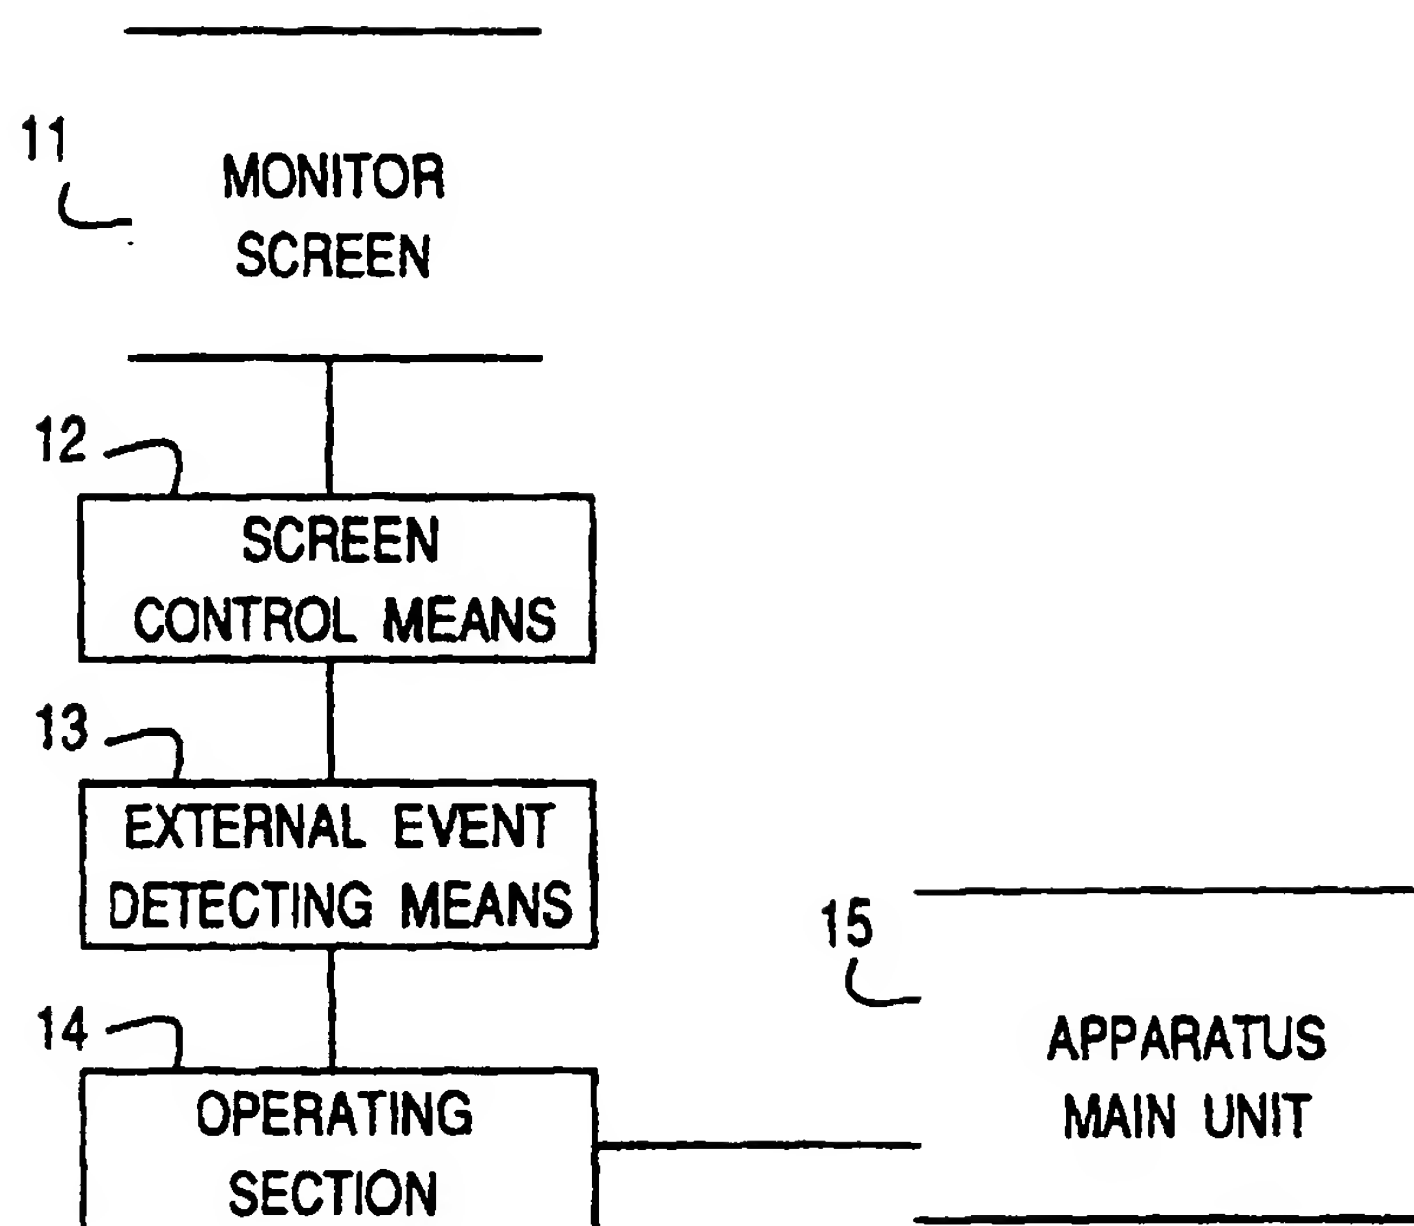 11
MONITOR
SCREEN
12
SCREEN
CONTROL MEANS
13
EXTERNAL EVENT
DETECTING MEANS
15
14
APPARATUS
MAIN UNIT
OPERATING
SECTION